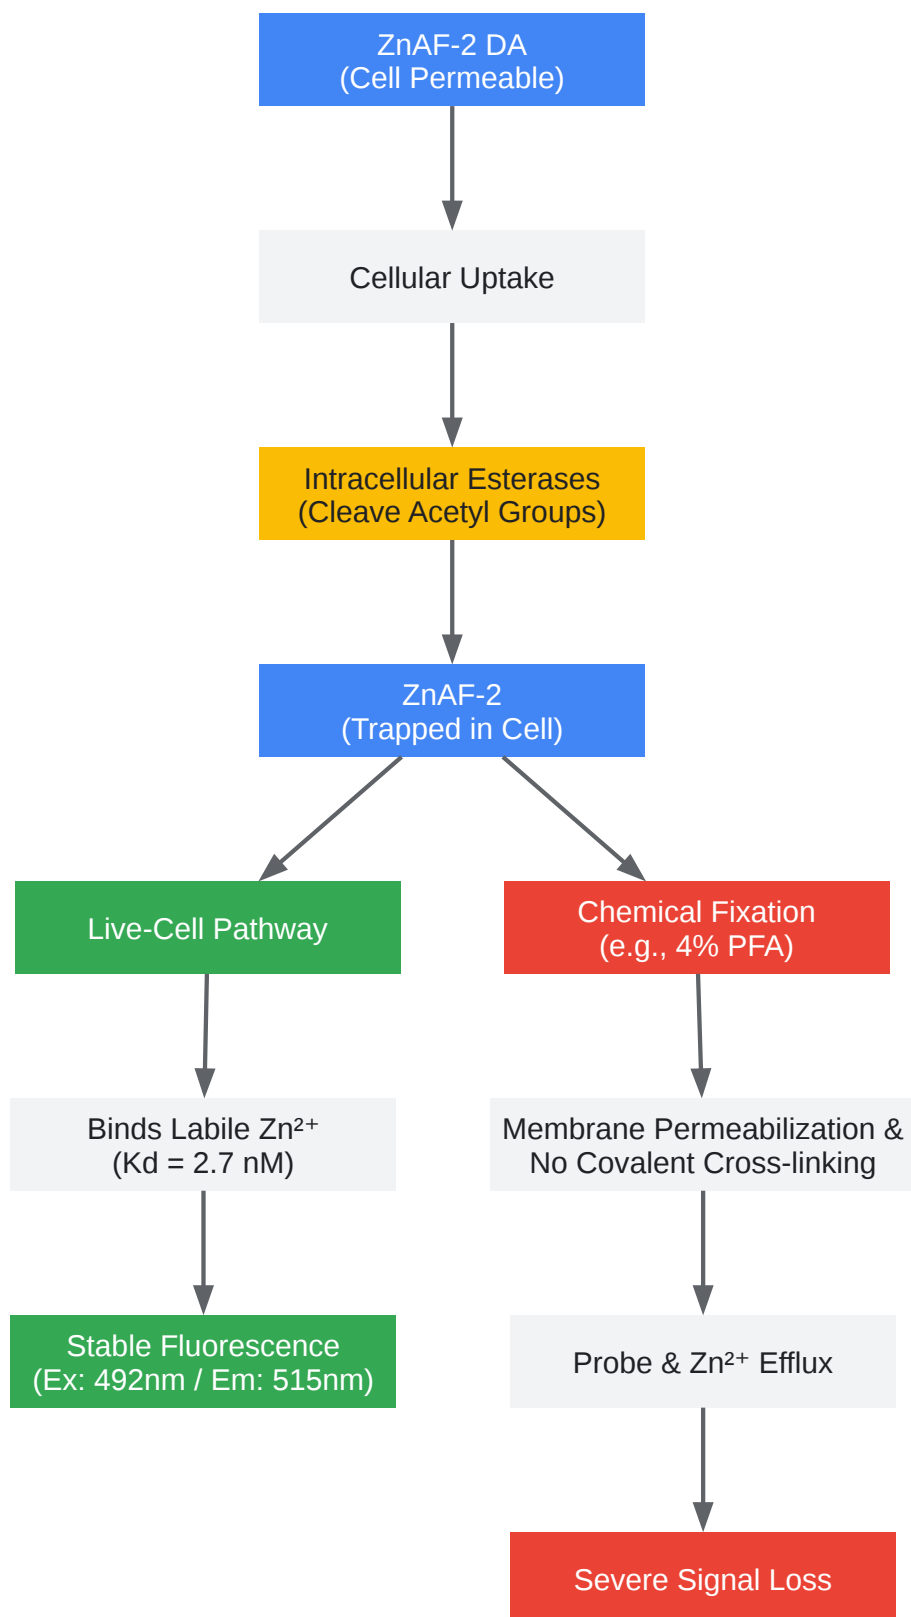 ZnAF-2 DA
(Cell Permeable)
Cellular Uptake
Intracellular Esterases
(Cleave Acetyl Groups)
ZnAF-2
(Trapped in Cell)
Live-Cell Pathway
Chemical Fixation
(e.g., 4% PFA)
Binds Labile Zn²⁺
(Kd = 2.7 nM)
Membrane Permeabilization &
No Covalent Cross-linking
Stable Fluorescence
(Ex: 492nm / Em: 515nm)
Probe & Zn²⁺ Efflux
Severe Signal Loss